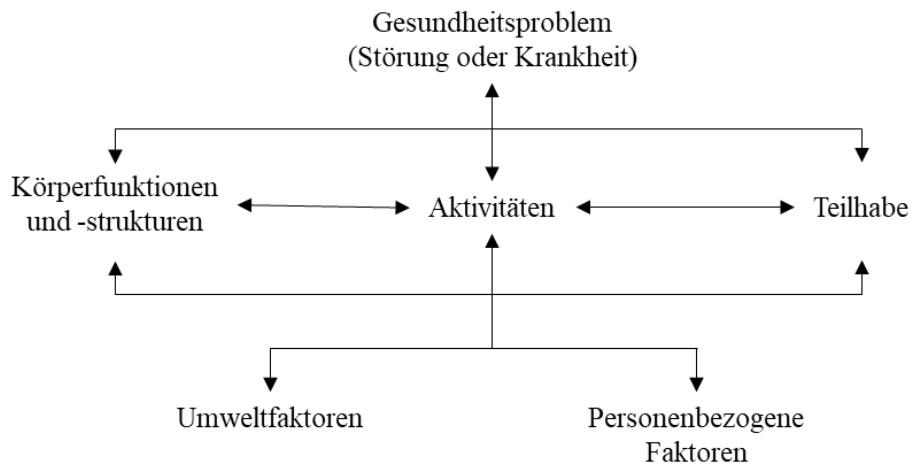 Gesundheitsproblem
(Störung oder Krankheit)
Körperfunktionen
und -strukturen
Aktivitäten
Teilhabe
Umweltfaktoren
Personenbezogene
Faktoren